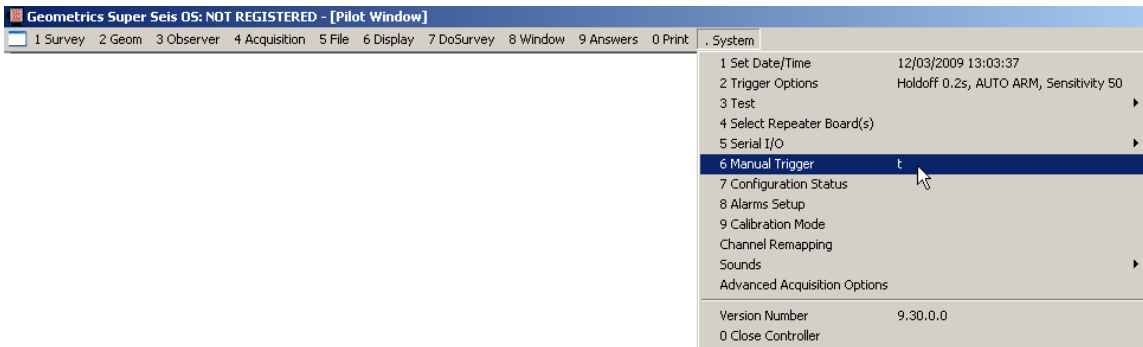 Geometrics Super Seis OS: NOT REGISTERED - [Pilot Window]
1 Survey 2 Geom 3 Observer 4 Acquisition 5 File 6 Display 7 DoSurvey 8 Window 9 Answers 0 Print . System
1 Set Date/Time 12/03/2009 13:03:37
2 Trigger Options Holdoff 0.2s, AUTO ARM, Sensitivity 50
3 Test
4 Select Repeater Board(s)
5 Serial I/O
6 Manual Trigger t
7 Configuration Status
8 Alarms Setup
9 Calibration Mode
Channel Remapping
Sounds
Advanced Acquisition Options
Version Number 9.30.0.0
0 Close Controller